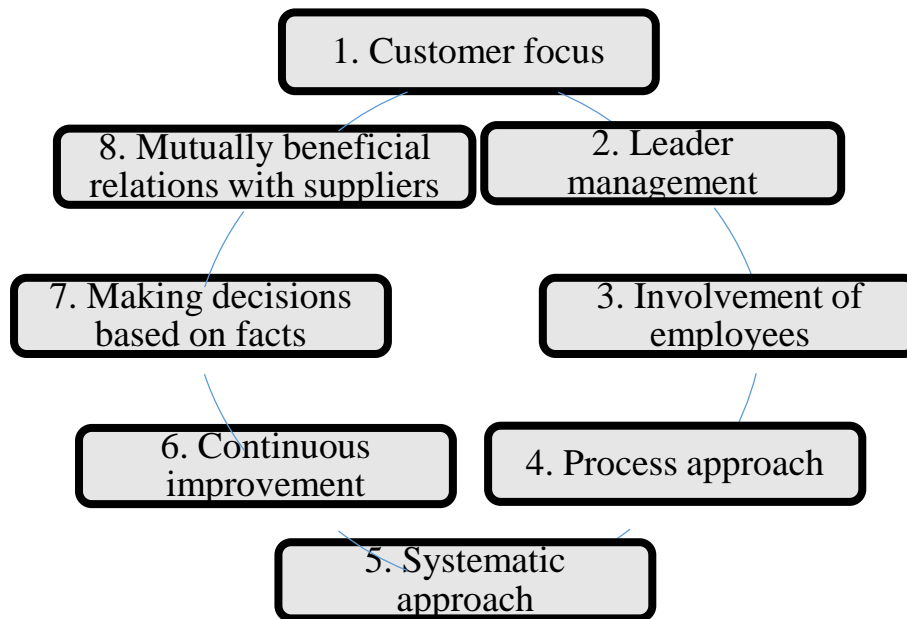 1. Customer focus
2. Leader
management
3. Involvement of
employees
4. Process approach
5. Systematic
approach
6. Continuous
improvement
7. Making decisions
based on facts
8. Mutually beneficial
relations with suppliers